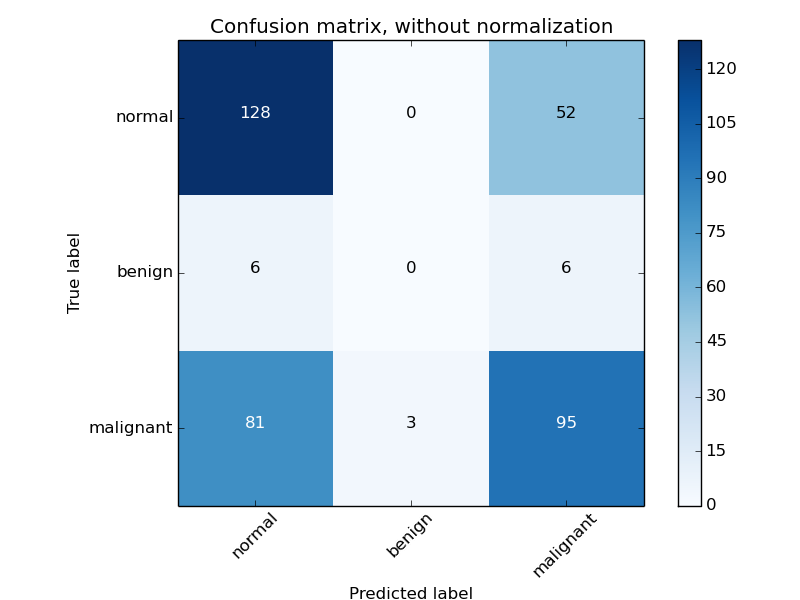 Confusion matrix, without normalization
True label
normal
128
0
52
benign
6
0
6
malignant
81
3
95
normal
benign
malignant
Predicted label
120
105
90
75
60
45
30
15
0